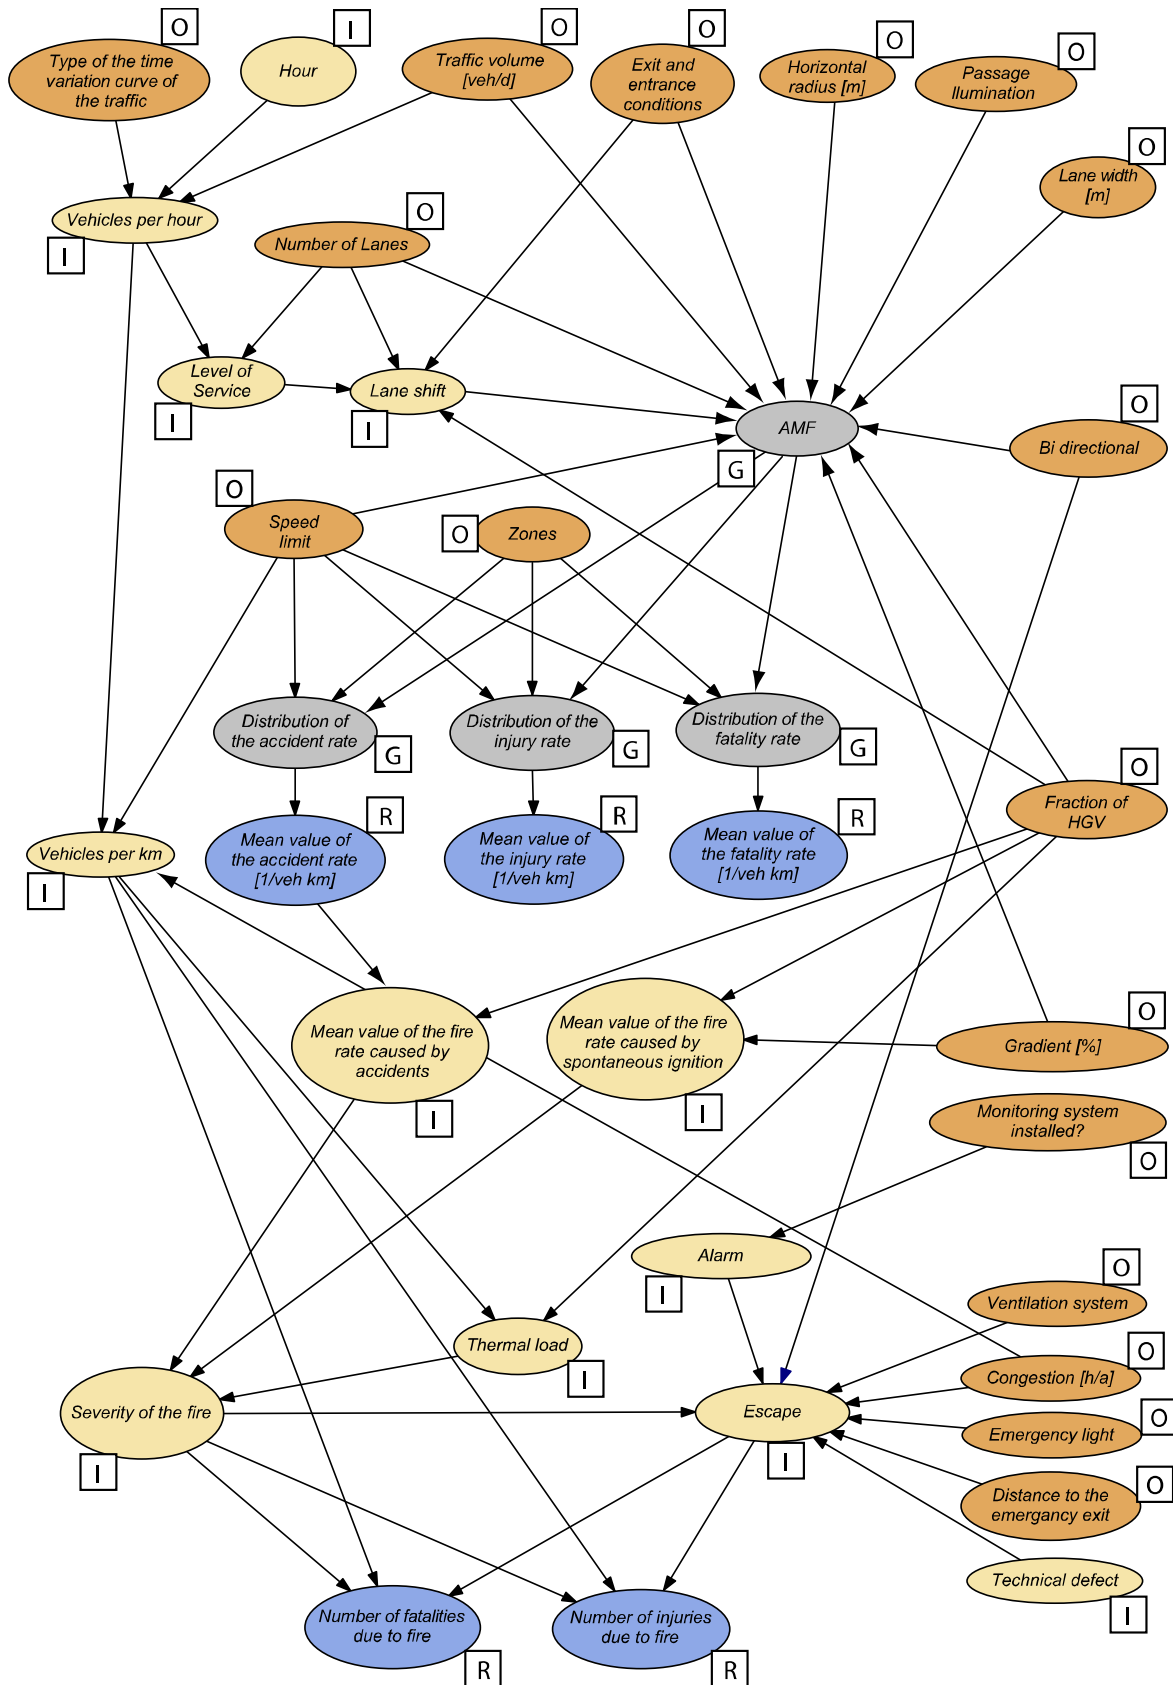 O
I
O
O
O
O
Type of the time
variation curve of
the traffic
Hour
Traffic volume
[veh/d]
Exit and
entrance
conditions
Horizontal
radius [m]
Passage
Ilumination
O
Lane width
[m]
Vehicles per hour
I
O
Number of Lanes
Level of
Service
I
Lane shift
I
AMF
G
O
Bi directional
O
Speed
limit
O
Zones
Distribution of
the accident rate
G
Distribution of the
injury rate
G
Distribution of the
fatality rate
G
R
Mean value of
the accident rate
[1/veh km]
R
Mean value of
the injury rate
[1/veh km]
R
Mean value of
the fatality rate
[1/veh km]
O
Fraction of
HGV
Vehicles per km
I
Mean value of the fire
rate caused by
accidents
I
Mean value of the fire
rate caused by
spontaneous ignition
I
O
Gradient [%]
Monitoring system
installed?
O
Alarm
I
O
Ventilation system
Thermal load
I
O
Congestion [h/a]
Severity of the fire
I
Escape
I
O
Emergency light
O
Distance to the
emergancy exit
Technical defect
I
Number of fatalities
due to fire
R
Number of injuries
due to fire
R